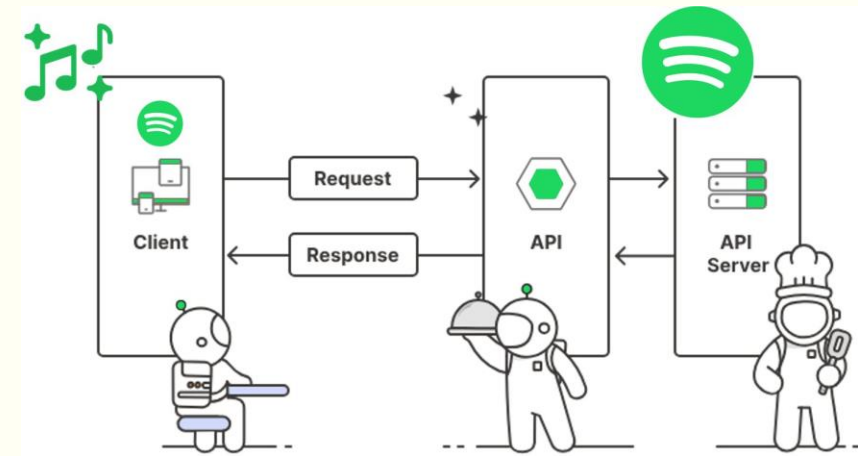 Request
Client
API
API
Server
Response